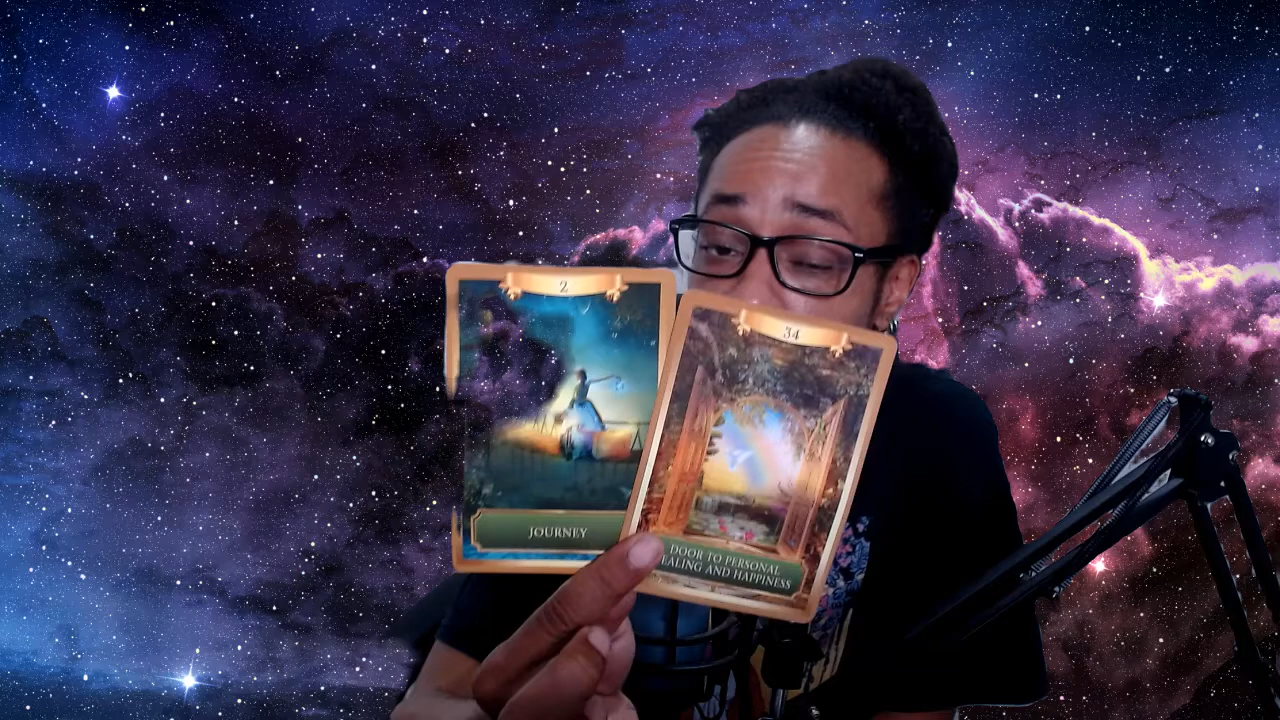 2
JOURNEY
34
DOOR TO PERSONAL
EALING AND HAPPINESS